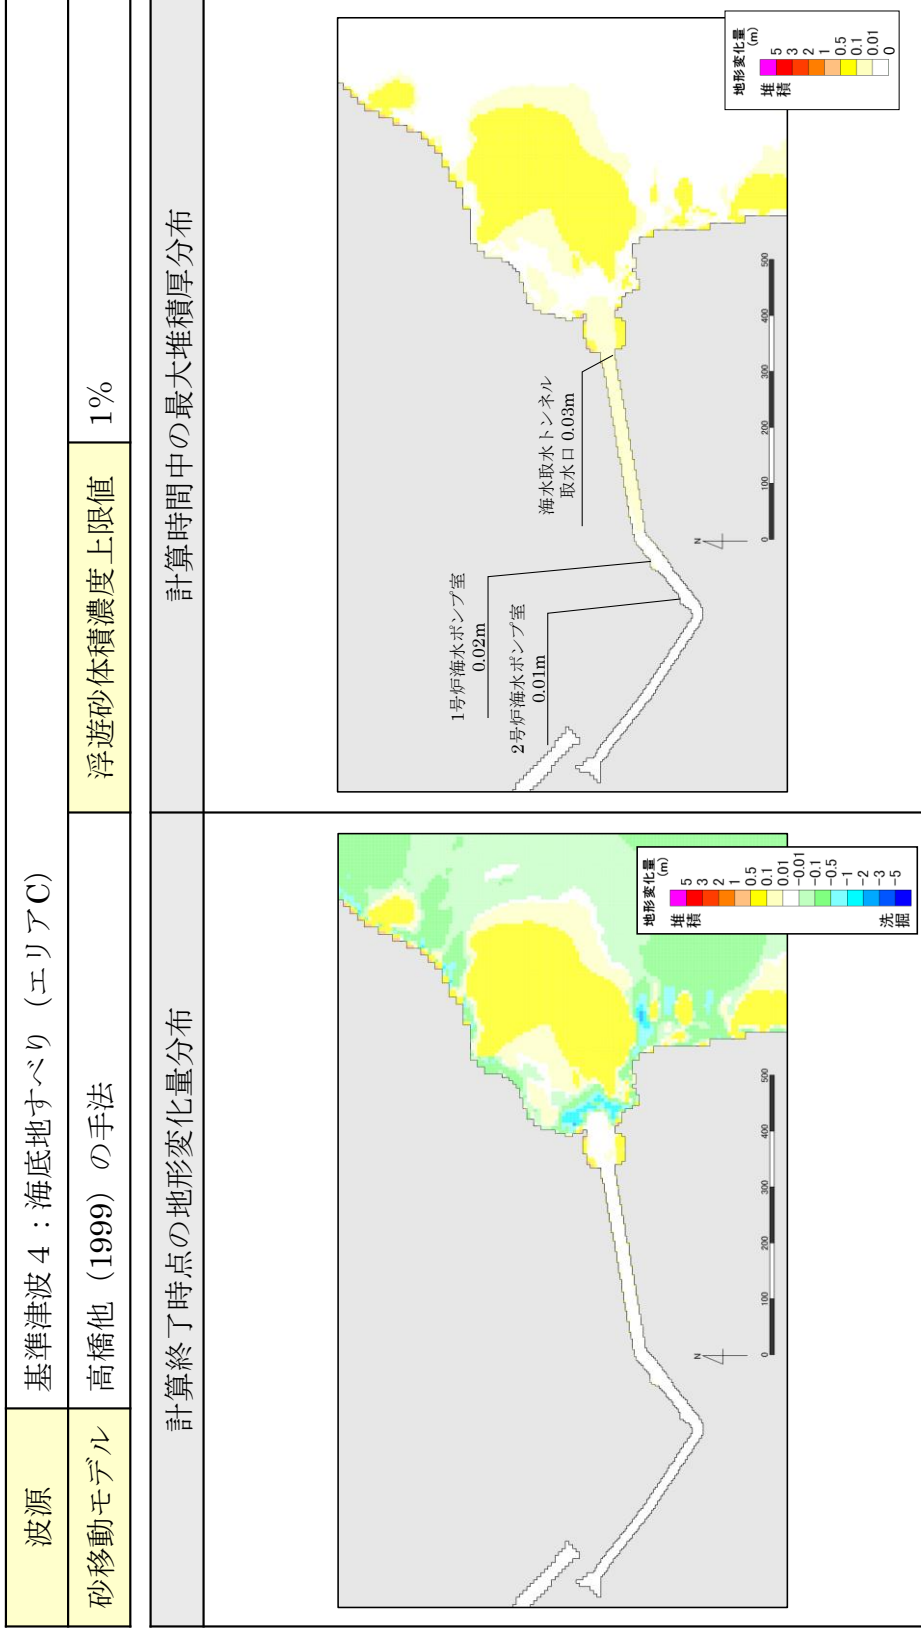 波源
基準津波４：海底地すべり（エリアC）
砂移動モデル
高橋他（1999）の手法
浮遊砂体積濃度上限値
1%
計算終了時点の地形変化量分布
計算時間中の最大堆積厚分布
N
0 100 200 300 400 500
地形変化量
(m)
堆積
5
3
2
1
0.5
0.1
0.01
-0.01
-0.1
-0.5
-1
-2
-3
-5
洗掘
1号炉海水ポンプ室
0.02m
2号炉海水ポンプ室
0.01m
海水取水トンネル
取水口 0.03m
N
0 100 200 300 400 500
地形変化量
(m)
堆積
5
3
2
1
0.5
0.1
0.01
0